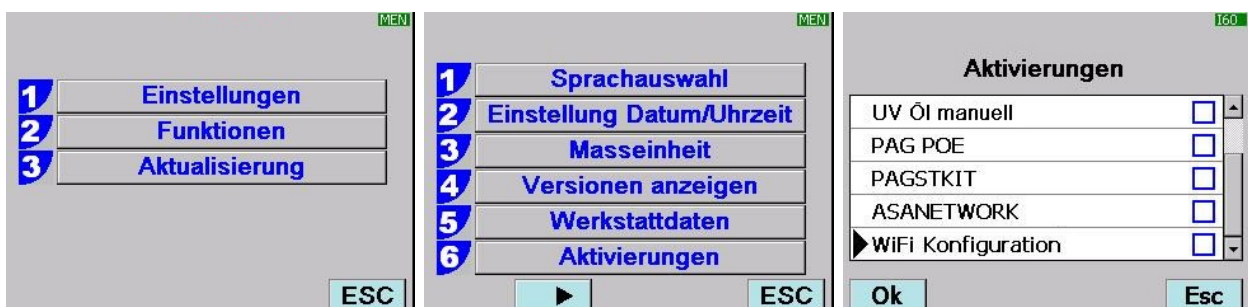 MEN
1 Einstellungen
2 Funktionen
3 Aktualisierung
ESC
MEN
1 Sprachauswahl
2 Einstellung Datum/Uhrzeit
3 Masseinheit
4 Versionen anzeigen
5 Werkstattdaten
6 Aktivierungen
ESC
I60
Aktivierungen
UV Öl manuell
PAG POE
PAGSTKIT
ASANETWORK
WiFi Konfiguration
Ok Esc